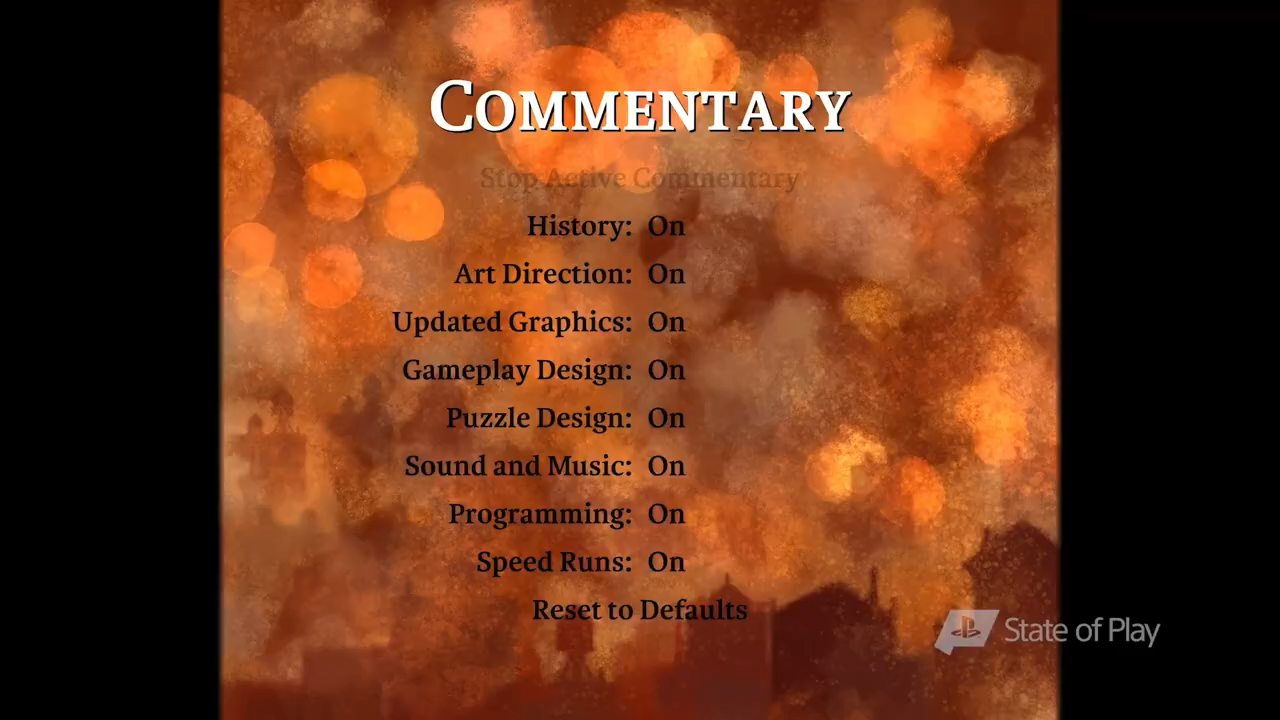 COMMENTARY
Stop Active Commentary
History: On
Art Direction: On
Updated Graphics: On
Gameplay Design: On
Puzzle Design: On
Sound and Music: On
Programming: On
Speed Runs: On
Reset to Defaults
State of Play